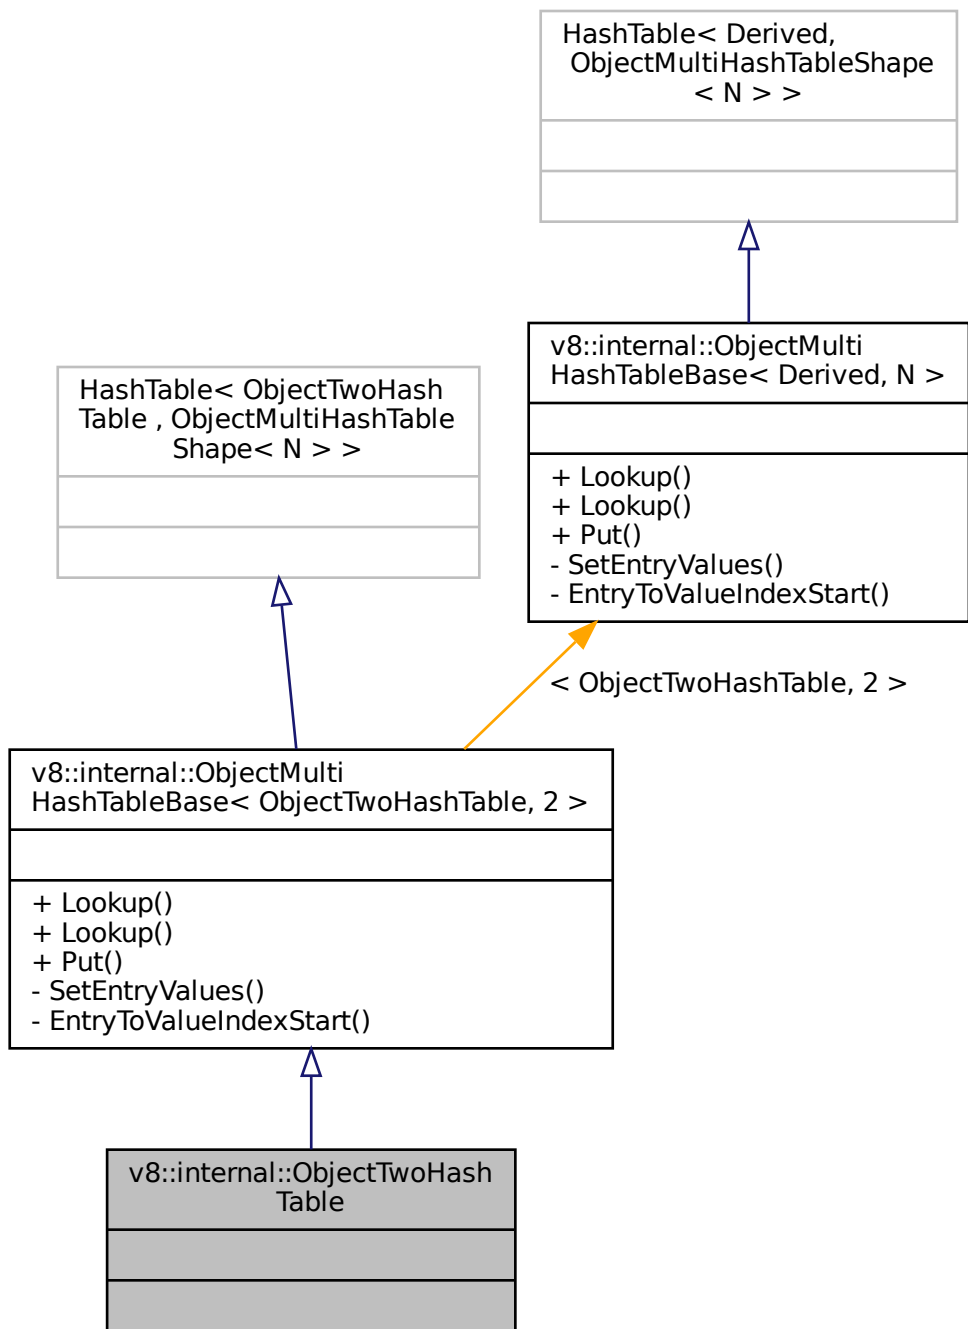 HashTable< Derived,
ObjectMultiHashTableShape
< N > >
v8::internal::ObjectMulti
HashTableBase< Derived, N >
+ Lookup()
+ Lookup()
+ Put()
- SetEntryValues()
- EntryToValueIndexStart()
HashTable< ObjectTwoHash
Table , ObjectMultiHashTable
Shape< N > >
< ObjectTwoHashTable, 2 >
v8::internal::ObjectMulti
HashTableBase< ObjectTwoHashTable, 2 >
+ Lookup()
+ Lookup()
+ Put()
- SetEntryValues()
- EntryToValueIndexStart()
v8::internal::ObjectTwoHash
Table